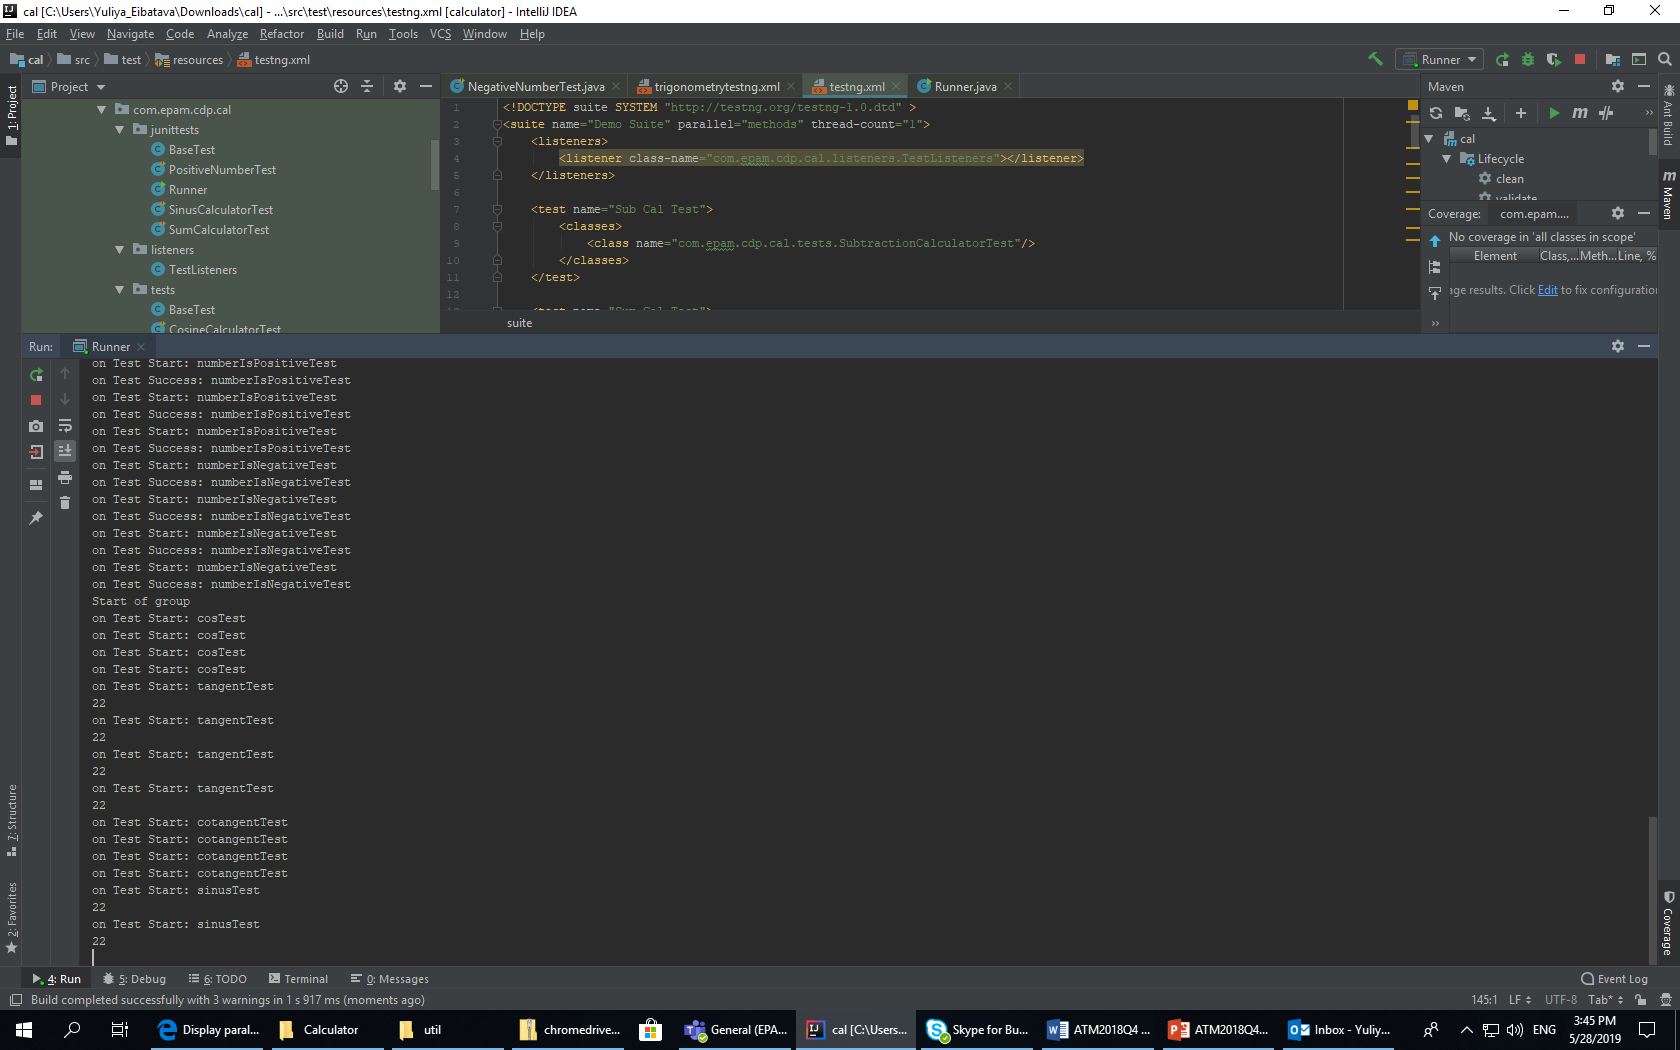 cal [C:\Users\Yuliya_Eibatava\Downloads\cal] - ...\src\test\resources\testng.xml [calculator] - IntelliJ IDEA
File Edit View Navigate Code Analyze Refactor Build Run Tools VCS Window Help
cal src test resources testng.xml
Runner
1: Project
Project
com.epam.cdp.cal
junittests
BaseTest
PositiveNumberTest
Runner
SinusCalculatorTest
SumCalculatorTest
listeners
TestListeners
tests
BaseTest
CosineCalculatorTest
NegativeNumberTest.java trigonometrytestng.xml testng.xml Runner.java
1 <!DOCTYPE suite SYSTEM "http://testng.org/testng-1.0.dtd" >
2 <suite name="Demo Suite" parallel="methods" thread-count="1">
3 <listeners>
4 <listener class-name="com.epam.cdp.cal.listeners.TestListeners"></listener>
5 </listeners>
6
7 <test name="Sub Cal Test">
8 <classes>
9 <class name="com.epam.cdp.cal.tests.SubtractionCalculatorTest"/>
10 </classes>
11 </test>
12
<test name="Sum Cal Test">
suite
Maven
cal
Lifecycle
clean
validate
Coverage: com.epam....
No coverage in 'all classes in scope'
Element Class,... Meth... Line, %
age results. Click Edit to fix configuration
Ant Build
Maven
Run: Runner
on Test Start: numberIsPositiveTest
on Test Success: numberIsPositiveTest
on Test Start: numberIsPositiveTest
on Test Success: numberIsPositiveTest
on Test Start: numberIsPositiveTest
on Test Success: numberIsPositiveTest
on Test Start: numberIsNegativeTest
on Test Success: numberIsNegativeTest
on Test Start: numberIsNegativeTest
on Test Success: numberIsNegativeTest
on Test Start: numberIsNegativeTest
on Test Success: numberIsNegativeTest
on Test Start: numberIsNegativeTest
on Test Success: numberIsNegativeTest
Start of group
on Test Start: cosTest
on Test Start: cosTest
on Test Start: cosTest
on Test Start: cosTest
on Test Start: tangentTest
22
on Test Start: tangentTest
22
on Test Start: tangentTest
22
on Test Start: tangentTest
22
on Test Start: cotangentTest
on Test Start: cotangentTest
on Test Start: cotangentTest
on Test Start: cotangentTest
on Test Start: sinusTest
22
on Test Start: sinusTest
22
7: Structure
2: Favorites
Coverage
4: Run 5: Debug 6: TODO Terminal 0: Messages Event Log
Build completed successfully with 3 warnings in 1 s 917 ms (moments ago) 145:1 LF UTF-8 Tab*
Display paral... Calculator util chromedrive... General (EPA... cal [C:\Users... Skype for Bu... ATM2018Q4 ... ATM2018Q4... Inbox - Yuliy... ENG
3:45 PM
5/28/2019